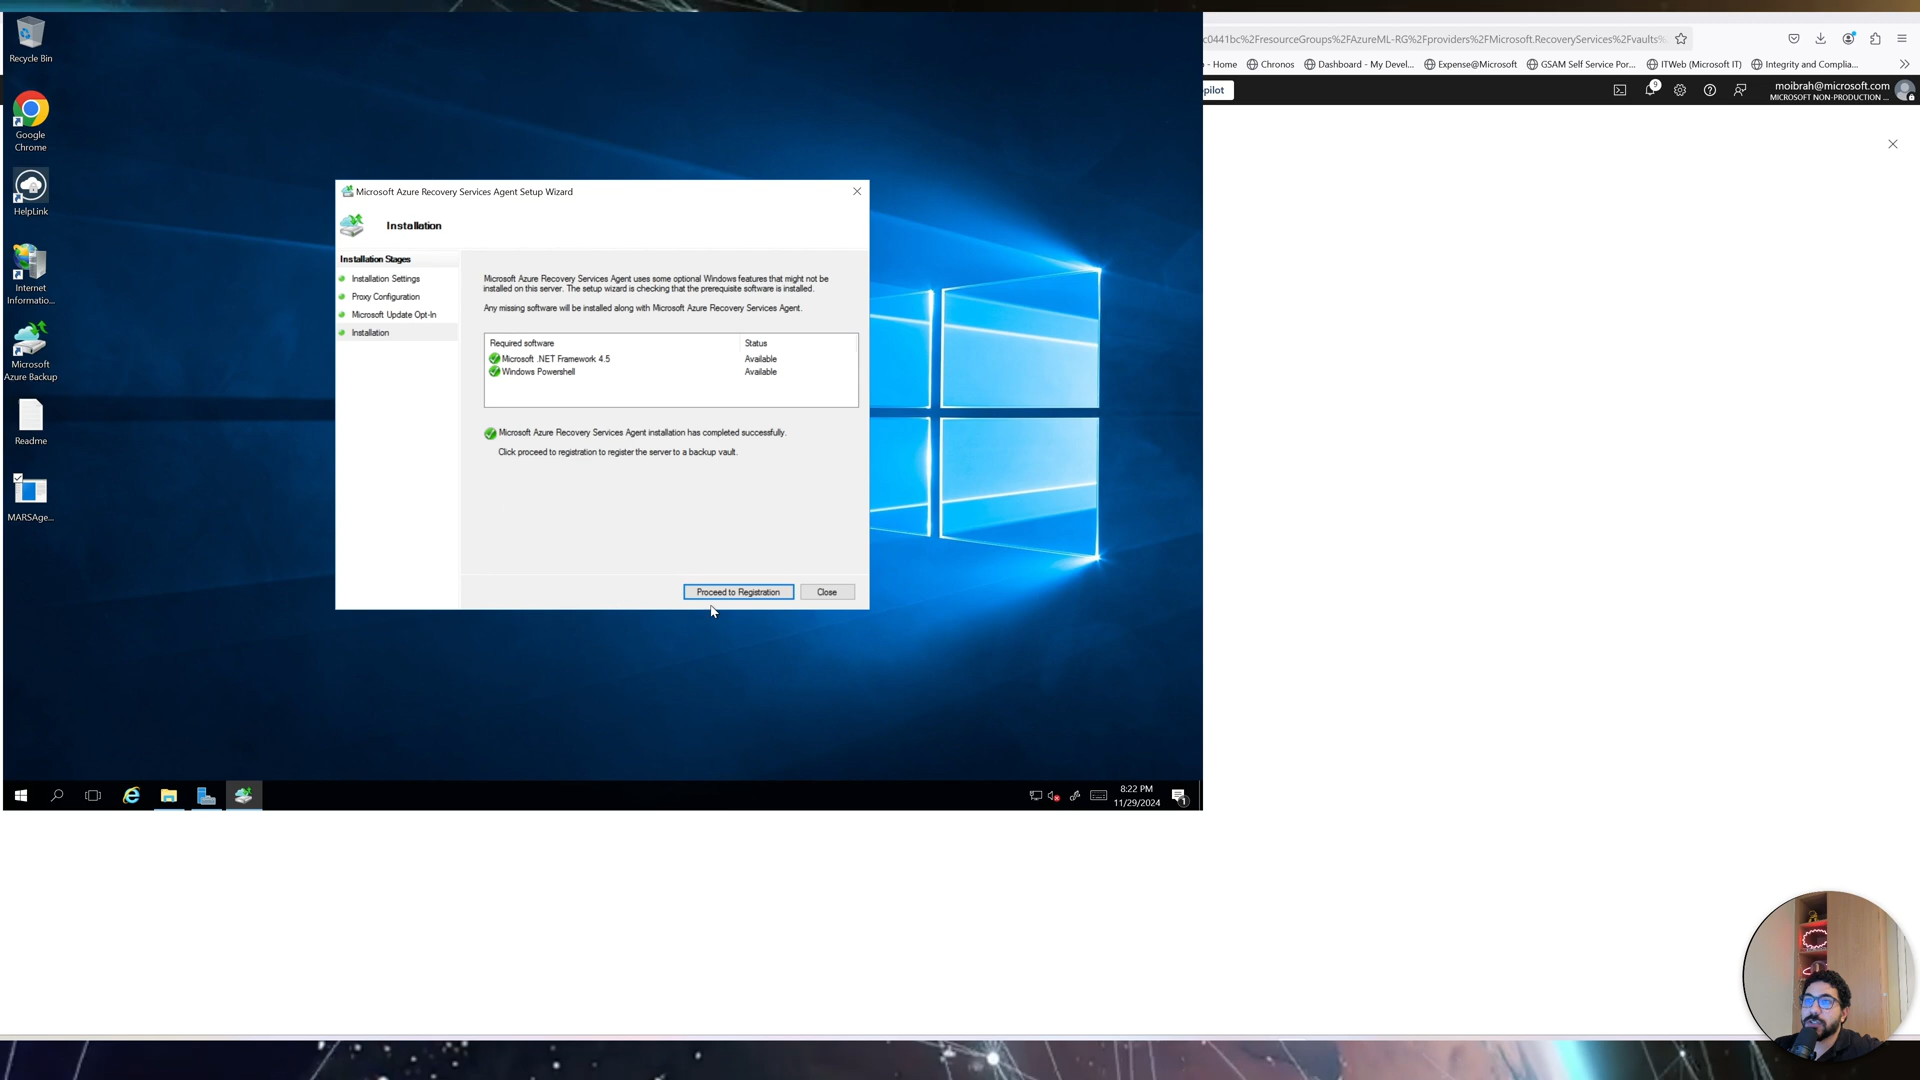 Recycle Bin
Google
Chrome
HelpLink
Internet
Informatio...
Microsoft
Azure Backup
Readme
MARSAge...
Microsoft Azure Recovery Services Agent Setup Wizard
Installation
Installation Stages
Installation Settings
Proxy Configuration
Microsoft Update Opt-In
Installation
Microsoft Azure Recovery Services Agent uses some optional Windows features that might not be
installed on this server. The setup wizard is checking that the prerequisite software is installed.
Any missing software will be installed along with Microsoft Azure Recovery Services Agent.
Required software Status
Microsoft .NET Framework 4.5 Available
Windows Powershell Available
Microsoft Azure Recovery Services Agent installation has completed successfully.
Click proceed to registration to register the server to a backup vault.
Proceed to Registration Close
8:22 PM
11/29/2024
1
c0441bc%2FresourceGroups%2FAzureML-RG%2Fproviders%2FMicrosoft.RecoveryServices%2Fvaults%
- Home Chronos Dashboard - My Devel... Expense@Microsoft GSAM Self Service Por... ITWeb (Microsoft IT) Integrity and Complia...
pilot
9
moibrah@microsoft.com
MICROSOFT NON-PRODUCTION ...